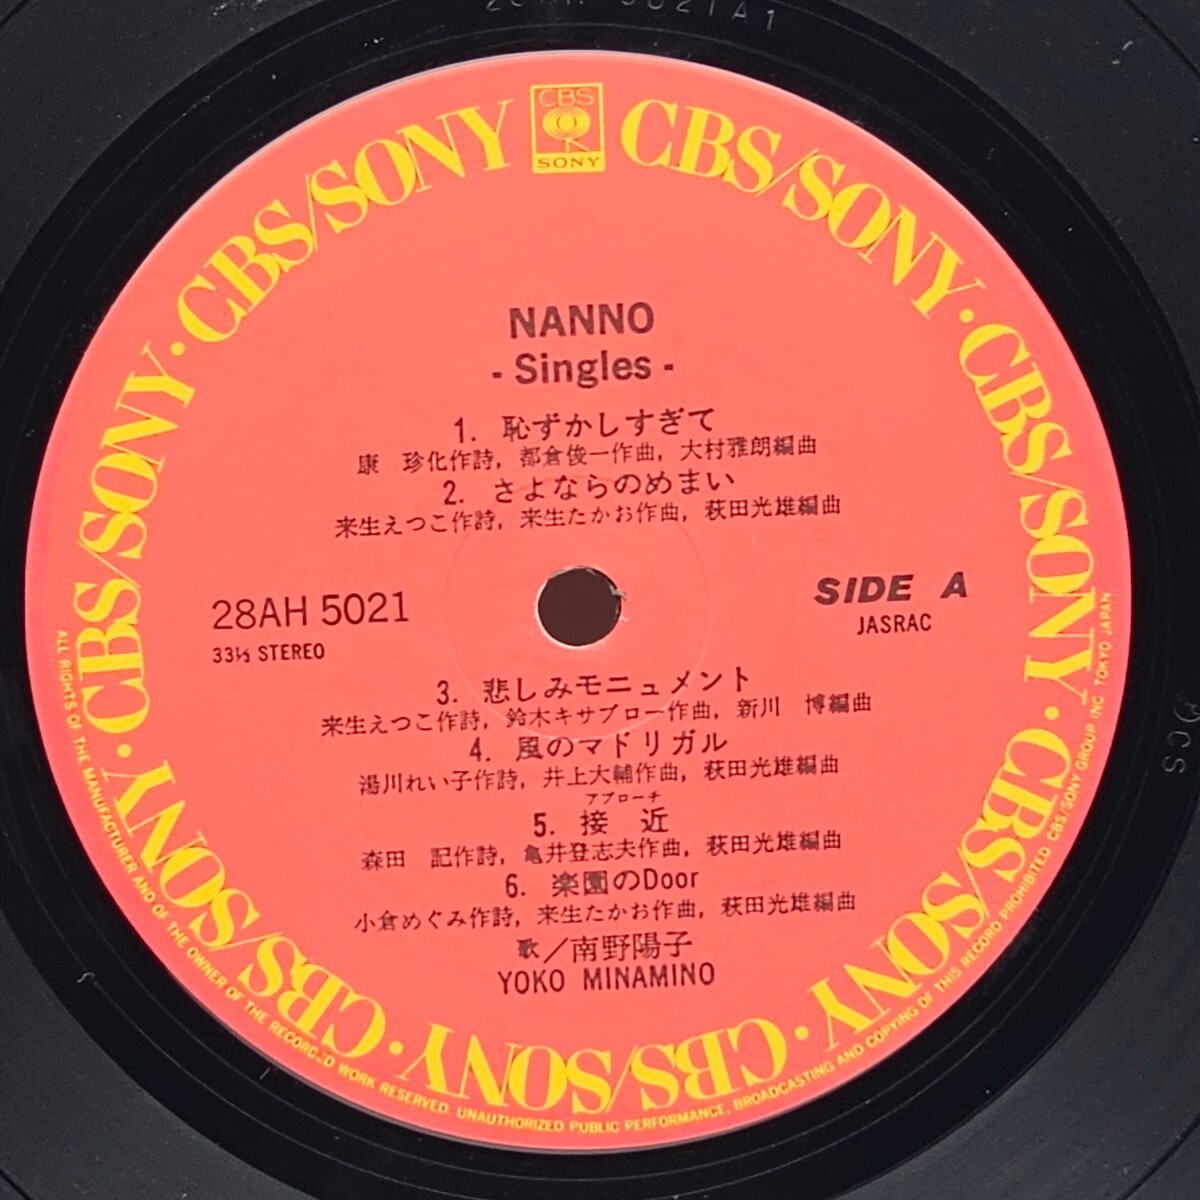 CBS
SONY
CBS/SONY · CBS/SONY · CBS/SONY · CBS/SONY · CBS/SONY · CBS/SONY · CBS/SONY · CBS/SONY
NANNO
- Singles -
1. 恥ずかしすぎて
康 珍化作詩, 都倉俊一作曲, 大村雅朗編曲
2. さよならのめまい
来生えつこ作詩, 来生たかお作曲, 萩田光雄編曲
28AH 5021
SIDE A
33⅓ STEREO
JASRAC
3. 悲しみモニュメント
来生えつこ作詩, 鈴木キサブロー作曲, 新川 博編曲
4. 風のマドリガル
湯川れい子作詩, 井上大輔作曲, 萩田光雄編曲
アプローチ
5. 接 近
森田 記作詩, 亀井登志夫作曲, 萩田光雄編曲
6. 楽園のDoor
小倉めぐみ作詩, 来生たかお作曲, 萩田光雄編曲
歌／南野陽子
YOKO MINAMINO
ALL RIGHTS OF THE MANUFACTURER AND OF THE OWNER OF THE RECORDED WORK RESERVED. UNAUTHORIZED PUBLIC PERFORMANCE, BROADCASTING AND COPYING OF THIS RECORD PROHIBITED CBS/SONY GROUP INC. TOKYO JAPAN